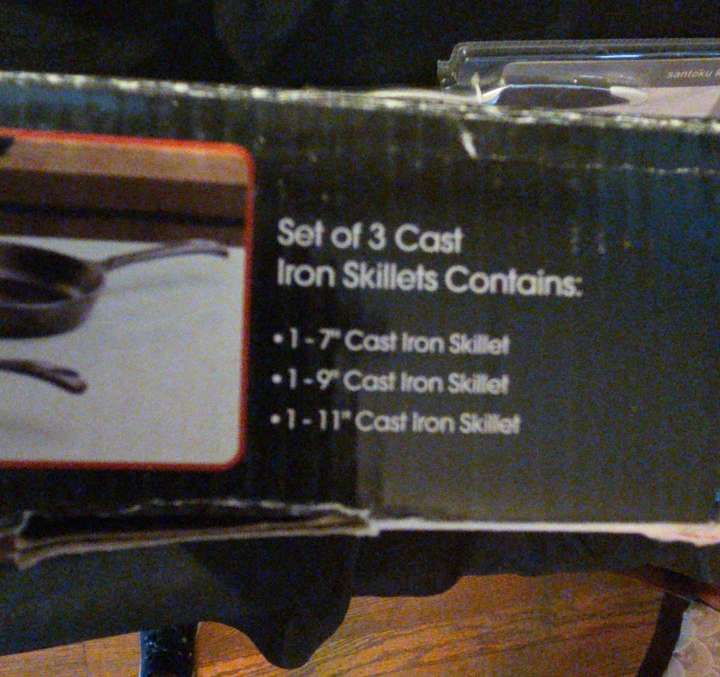 santoku
Set of 3 Cast
Iron Skillets Contains:
• 1 - 7" Cast Iron Skillet
• 1 - 9" Cast Iron Skillet
• 1 - 11" Cast Iron Skillet